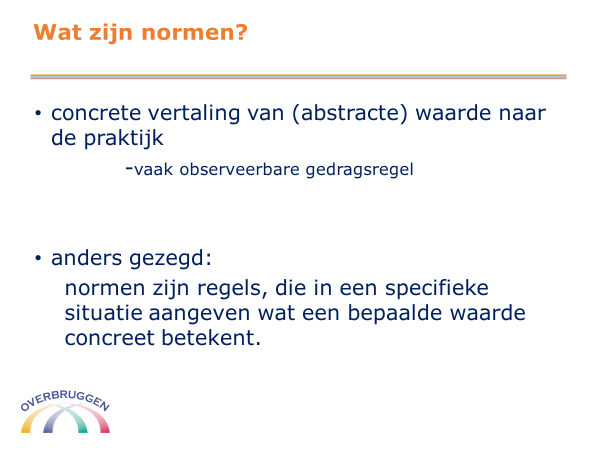 Wat zijn normen?
• concrete vertaling van (abstracte) waarde naar
de praktijk
-vaak observeerbare gedragsregel
• anders gezegd:
normen zijn regels, die in een specifieke
situatie aangeven wat een bepaalde waarde
concreet betekent.
OVERBRUGGEN